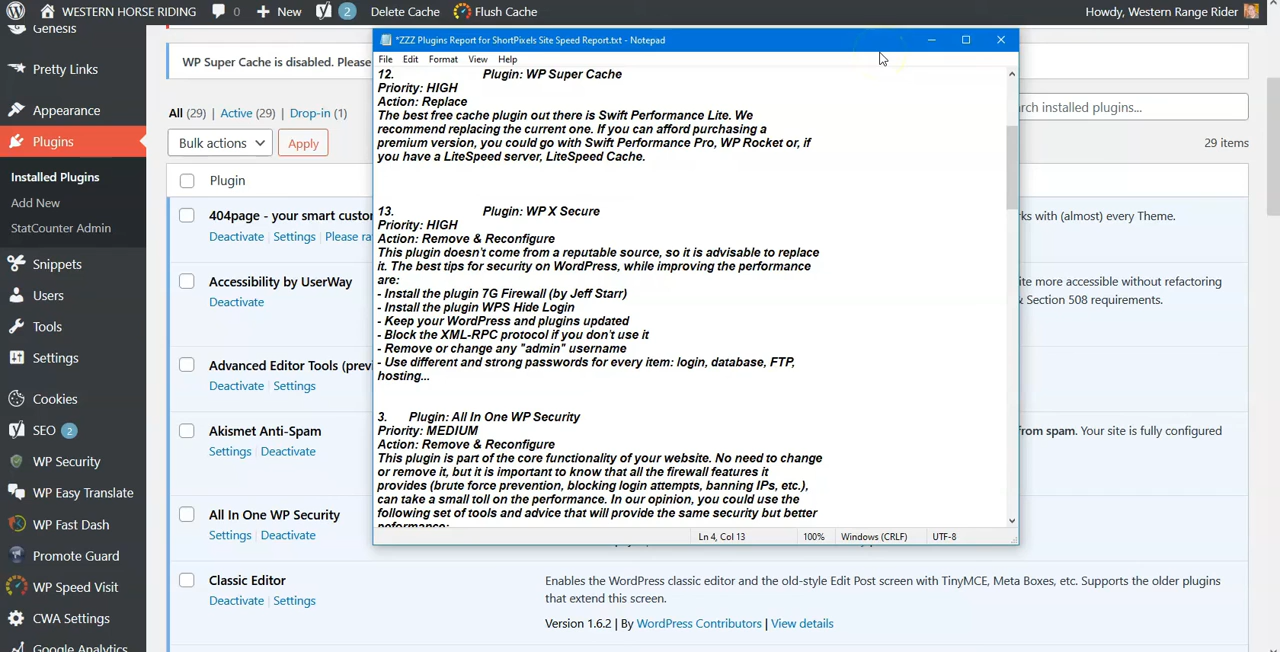 WESTERN HORSE RIDING
0
New
2
Delete Cache
Flush Cache
Howdy, Western Range Rider
Genesis
Pretty Links
Appearance
Plugins
Installed Plugins
Add New
StatCounter Admin
Snippets
Users
Tools
Settings
Cookies
SEO 2
WP Security
WP Easy Translate
WP Fast Dash
Promote Guard
WP Speed Visit
CWA Settings
Google Analytics
WP Super Cache is disabled. Please
All (29) | Active (29) | Drop-in (1)
Bulk actions
Apply
rch installed plugins...
29 items
Plugin
404page - your smart custo
Deactivate | Settings | Please ra
rks with (almost) every Theme.
Accessibility by UserWay
Deactivate
ite more accessible without refactoring
& Section 508 requirements.
Advanced Editor Tools (previ
Deactivate | Settings
Akismet Anti-Spam
Settings | Deactivate
from spam. Your site is fully configured
All In One WP Security
Settings | Deactivate
Classic Editor
Deactivate | Settings
Enables the WordPress classic editor and the old-style Edit Post screen with TinyMCE, Meta Boxes, etc. Supports the older plugins
that extend this screen.
Version 1.6.2 | By WordPress Contributors | View details
*ZZZ Plugins Report for ShortPixels Site Speed Report.txt - Notepad
File Edit Format View Help
12. Plugin: WP Super Cache
Priority: HIGH
Action: Replace
The best free cache plugin out there is Swift Performance Lite. We
recommend replacing the current one. If you can afford purchasing a
premium version, you could go with Swift Performance Pro, WP Rocket or, if
you have a LiteSpeed server, LiteSpeed Cache.
13. Plugin: WP X Secure
Priority: HIGH
Action: Remove & Reconfigure
This plugin doesn't come from a reputable source, so it is advisable to replace
it. The best tips for security on WordPress, while improving the performance
are:
- Install the plugin 7G Firewall (by Jeff Starr)
- Install the plugin WPS Hide Login
- Keep your WordPress and plugins updated
- Block the XML-RPC protocol if you don't use it
- Remove or change any "admin" username
- Use different and strong passwords for every item: login, database, FTP,
hosting...
3. Plugin: All In One WP Security
Priority: MEDIUM
Action: Remove & Reconfigure
This plugin is part of the core functionality of your website. No need to change
or remove it, but it is important to know that all the firewall features it
provides (brute force prevention, blocking login attempts, banning IPs, etc.),
can take a small toll on the performance. In our opinion, you could use the
following set of tools and advice that will provide the same security but better
peformance:
Ln 4, Col 13
100%
Windows (CRLF)
UTF-8